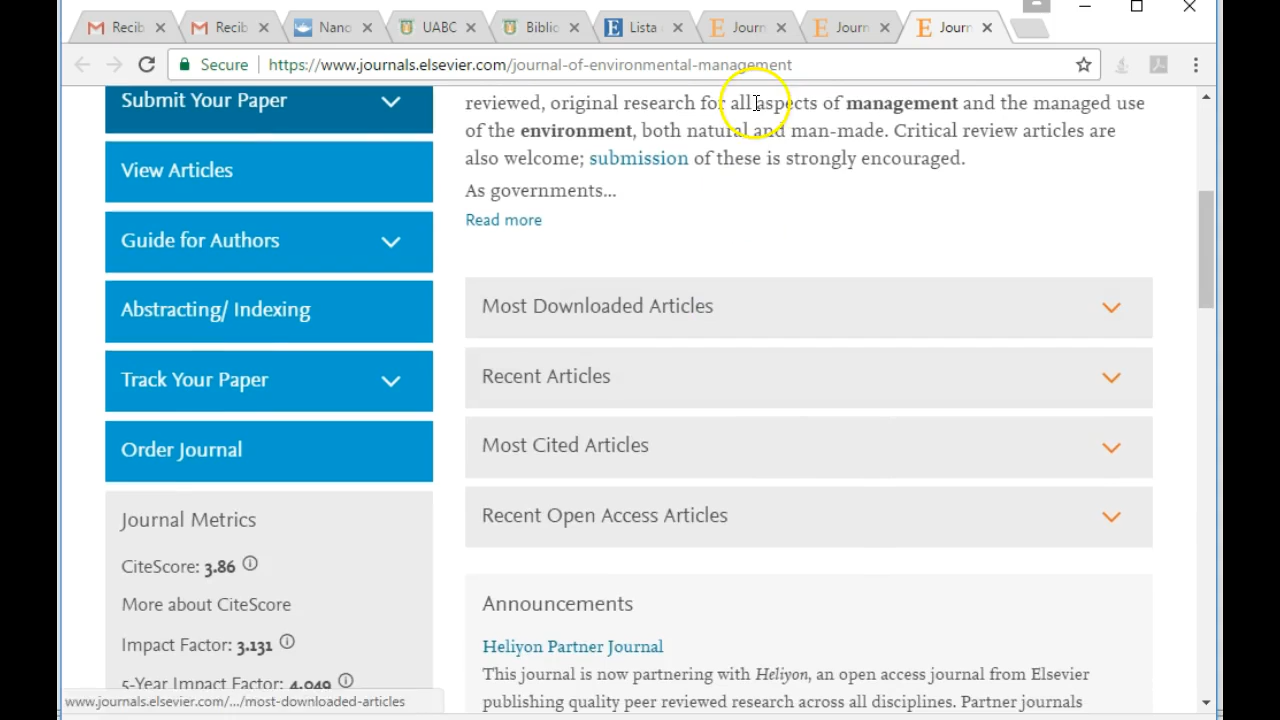 Recib
Recib
Nano
UABC
Biblio
Lista
Journ
Journ
Journ
Secure
https://www.journals.elsevier.com/journal-of-environmental-management
Submit Your Paper
View Articles
Guide for Authors
Abstracting/ Indexing
Track Your Paper
Order Journal
Journal Metrics
CiteScore: 3.86
More about CiteScore
Impact Factor: 3.131
5-Year Impact Factor: 4.049
www.journals.elsevier.com/.../most-downloaded-articles
reviewed, original research for all aspects of management and the managed use
of the environment, both natural and man-made. Critical review articles are
also welcome; submission of these is strongly encouraged.
As governments...
Read more
Most Downloaded Articles
Recent Articles
Most Cited Articles
Recent Open Access Articles
Announcements
Heliyon Partner Journal
This journal is now partnering with Heliyon, an open access journal from Elsevier
publishing quality peer reviewed research across all disciplines. Partner journals